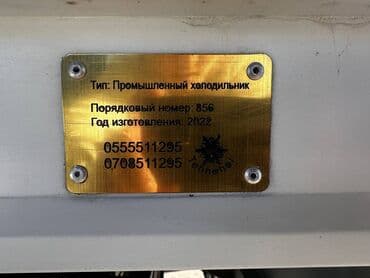 Тип: Промышленный холодильник
Порядковый номер: 856
Год изготовления: 2022
0555511295
0708511295